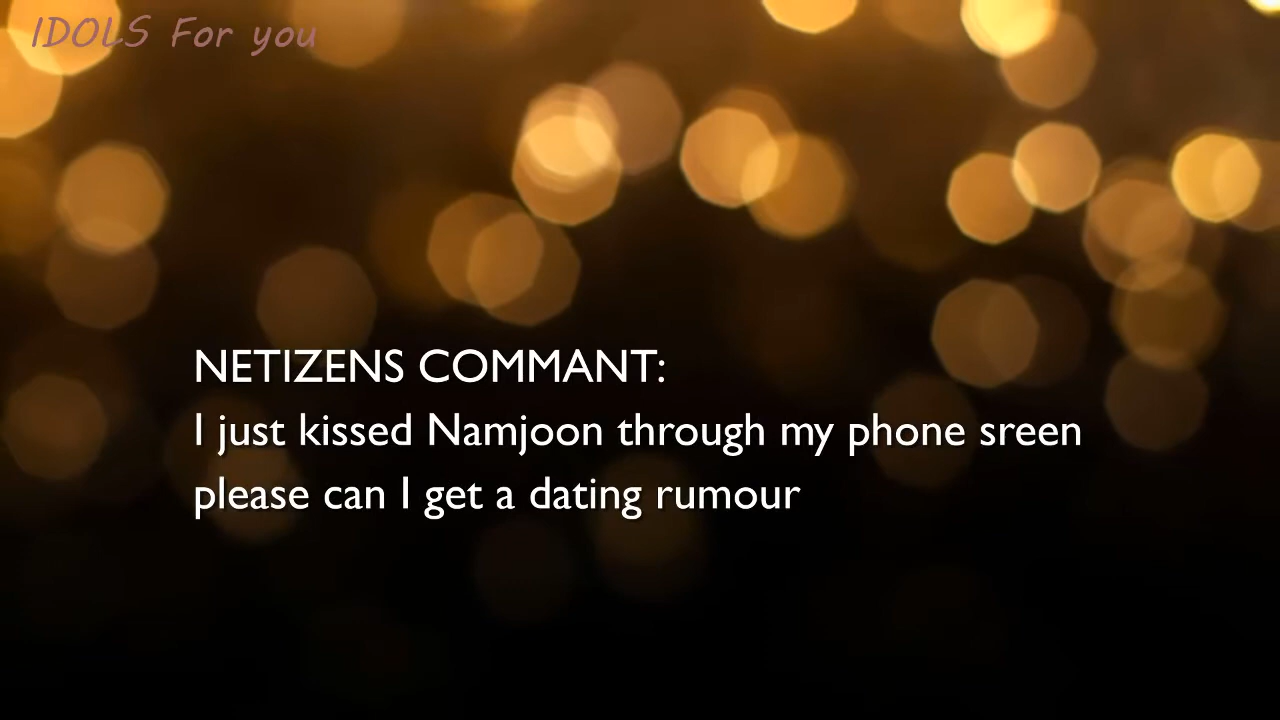 IDOLS For you
NETIZENS COMMANT:
I just kissed Namjoon through my phone sreen
please can I get a dating rumour